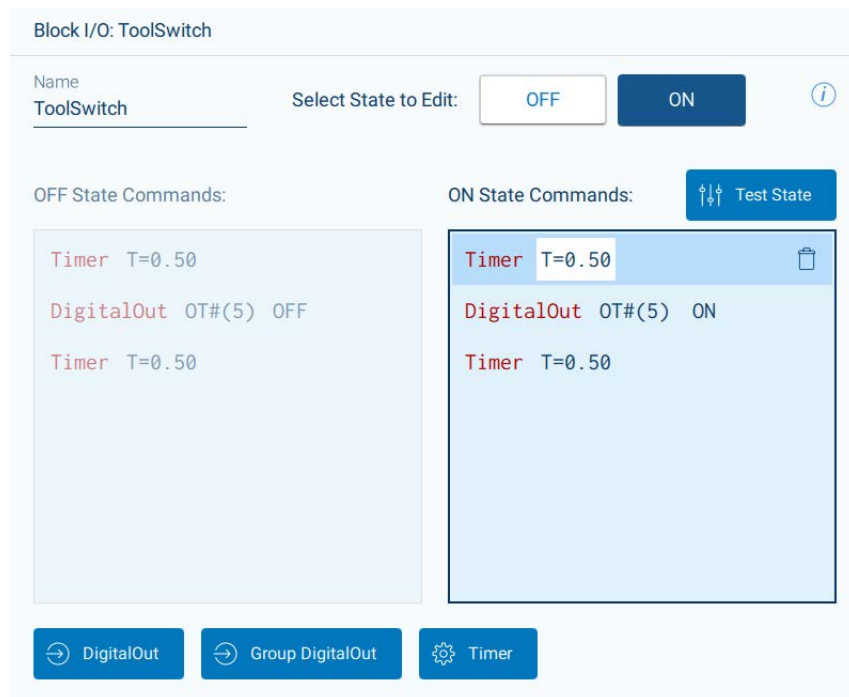 Block I/O: ToolSwitch
Name
ToolSwitch
Select State to Edit:
OFF
ON
i
OFF State Commands:
ON State Commands:
Test State
Timer T=0.50
DigitalOut OT#(5) OFF
Timer T=0.50
Timer T=0.50
DigitalOut OT#(5) ON
Timer T=0.50
DigitalOut
Group DigitalOut
Timer